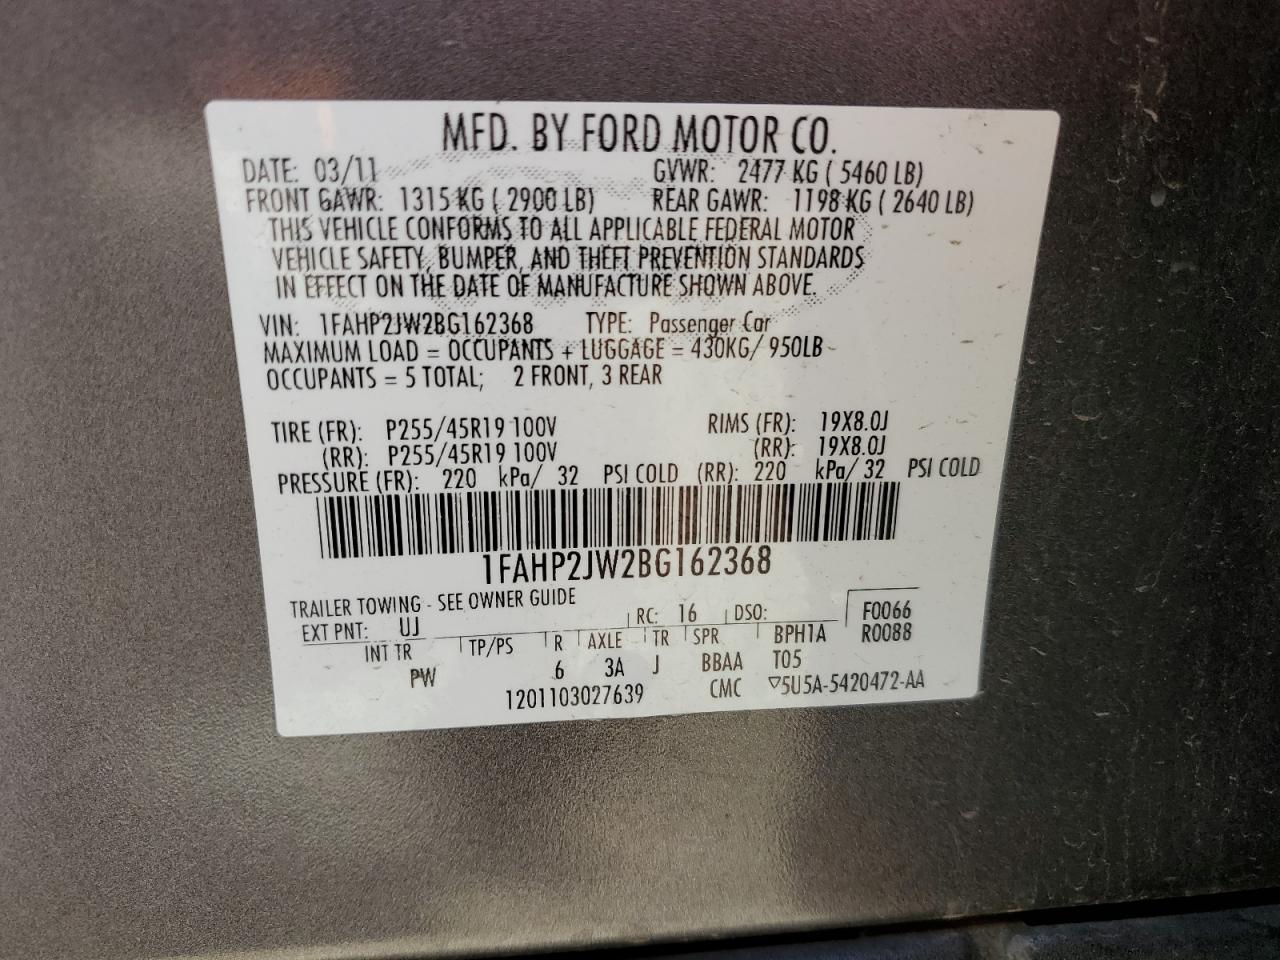 MFD. BY FORD MOTOR CO.
DATE: 03/11 GVWR: 2477 KG ( 5460 LB)
FRONT GAWR: 1315 KG ( 2900 LB) REAR GAWR: 1198 KG ( 2640 LB)
THIS VEHICLE CONFORMS TO ALL APPLICABLE FEDERAL MOTOR
VEHICLE SAFETY, BUMPER, AND THEFT PREVENTION STANDARDS
IN EFFECT ON THE DATE OF MANUFACTURE SHOWN ABOVE.
VIN: 1FAHP2JW2BG162368 TYPE: Passenger Car
MAXIMUM LOAD = OCCUPANTS + LUGGAGE = 430KG/ 950LB
OCCUPANTS = 5 TOTAL; 2 FRONT, 3 REAR
TIRE (FR): P255/45R19 100V RIMS (FR): 19X8.0J
(RR): P255/45R19 100V (RR): 19X8.0J
PRESSURE (FR): 220 kPa/ 32 PSI COLD (RR): 220 kPa/ 32 PSI COLD
1FAHP2JW2BG162368
TRAILER TOWING - SEE OWNER GUIDE
RC: 16 DSO: F0066
EXT PNT: UJ R0088
INT TR TP/PS R AXLE TR SPR BPH1A
PW 6 3A J BBAA T05
1201103027639 CMC ▽5U5A-5420472-AA